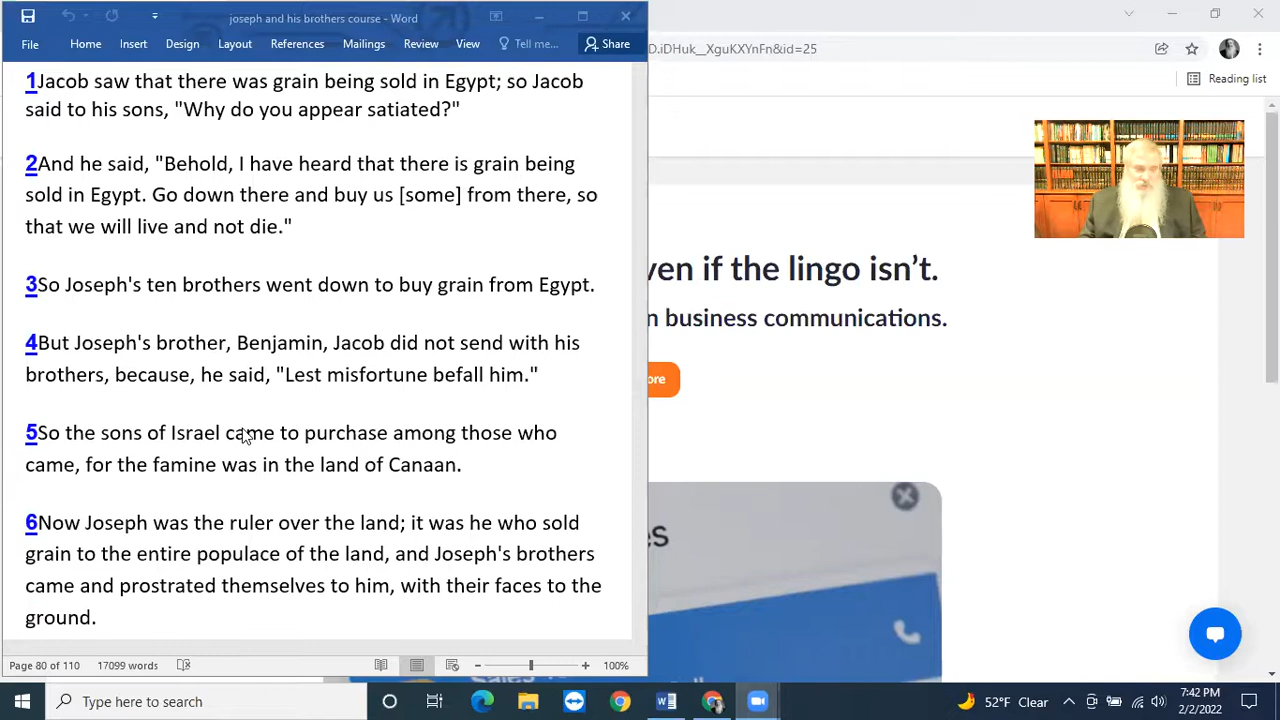 joseph and his brothers course - Word
File Home Insert Design Layout References Mailings Review View Tell me... Share
D.iDHuk__XguKXYnFn&id=25
Reading list
1Jacob saw that there was grain being sold in Egypt; so Jacob
said to his sons, "Why do you appear satiated?"
2And he said, "Behold, I have heard that there is grain being
sold in Egypt. Go down there and buy us [some] from there, so
that we will live and not die."
3So Joseph's ten brothers went down to buy grain from Egypt.
4But Joseph's brother, Benjamin, Jacob did not send with his
brothers, because, he said, "Lest misfortune befall him."
5So the sons of Israel came to purchase among those who
came, for the famine was in the land of Canaan.
6Now Joseph was the ruler over the land; it was he who sold
grain to the entire populace of the land, and Joseph's brothers
came and prostrated themselves to him, with their faces to the
ground.
Page 80 of 110 17099 words 100%
ven if the lingo isn't.
n business communications.
ore
es
Type here to search
52°F Clear
7:42 PM
2/2/2022